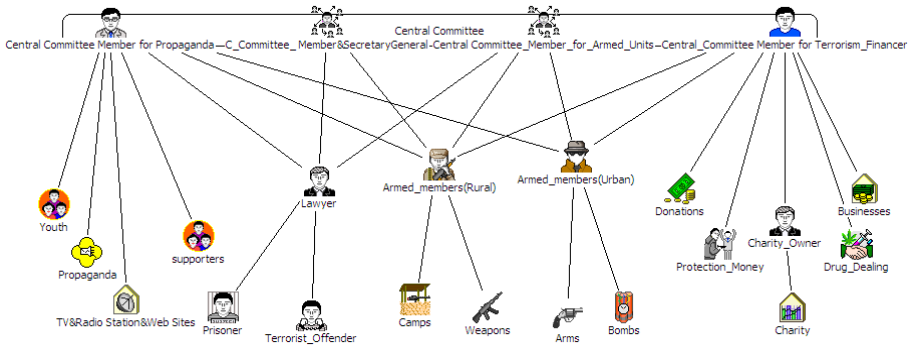 Central Committee
Central Committee Member for Propaganda—C_Committee_ Member&SecretaryGeneral-Central Committee_Member_for_Armed_Units—Central_Committee Member for Terrorism_Financer
Lawyer
Armed_members(Rural)
Armed_members(Urban)
Youth
Donations
Businesses
supporters
Charity_Owner
Propaganda
Protection_Money
Drug_Dealing
TV&Radio Station&Web Sites
Prisoner
Camps
Weapons
Bombs
Charity
Terrorist_Offender
Arms